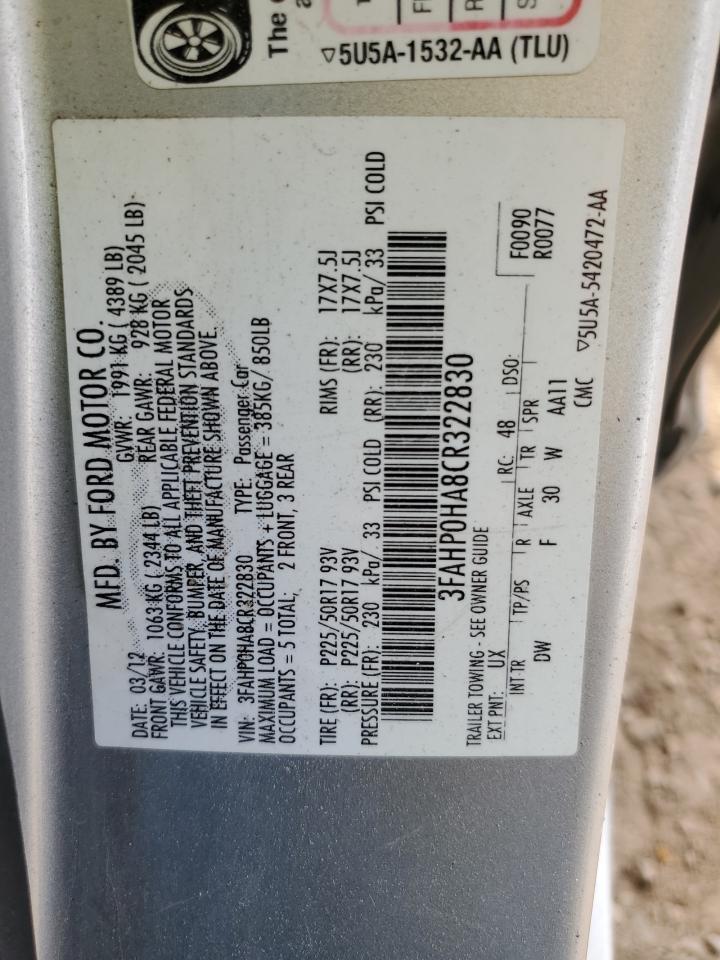 The
▽5U5A-1532-AA (TLU)
MFD. BY FORD MOTOR CO.
DATE: 03/12 GVWR: 1991 KG ( 4389 LB)
FRONT GAWR: 1063 KG ( 2344 LB) REAR GAWR: 928 KG ( 2045 LB)
THIS VEHICLE CONFORMS TO ALL APPLICABLE FEDERAL MOTOR
VEHICLE SAFETY, BUMPER, AND THEFT PREVENTION STANDARDS
IN EFFECT ON THE DATE OF MANUFACTURE SHOWN ABOVE.
VIN: 3FAHP0HA8CR322830 TYPE: Passenger Car
MAXIMUM LOAD = OCCUPANTS + LUGGAGE = 385KG/ 850LB
OCCUPANTS = 5 TOTAL; 2 FRONT, 3 REAR
TIRE (FR): P225/50R17 93V RIMS (FR): 17X7.5J
(RR): P225/50R17 93V (RR): 17X7.5J
PRESSURE (FR): 230 kPa/ 33 PSI COLD (RR): 230 kPa/ 33 PSI COLD
3FAHP0HA8CR322830
TRAILER TOWING - SEE OWNER GUIDE
EXT PNT: UX RC: 48 DSO: F0090
R0077
INT TR TP/PS R AXLE TR SPR
DW F 30 W AA11
CMC ▽5U5A-5420472-AA